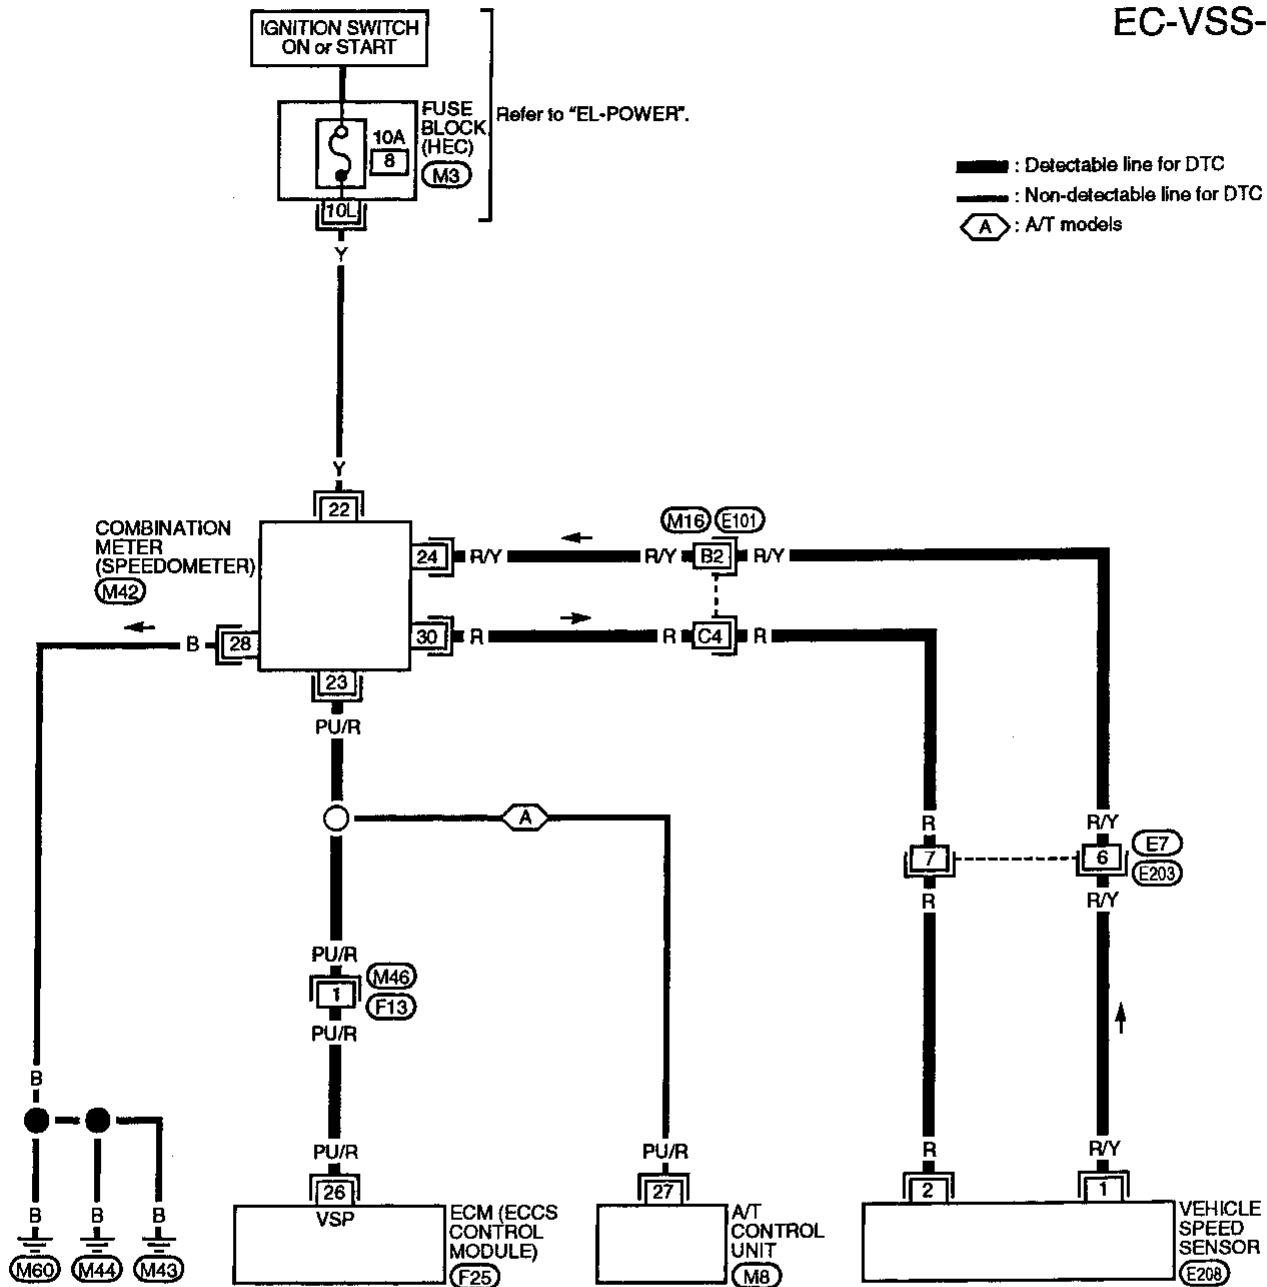 EC-VSS-
IGNITION SWITCH
ON or START
FUSE
BLOCK
(HEC)
M3
Refer to "EL-POWER".
10A
8
10L
: Detectable line for DTC
: Non-detectable line for DTC
A : A/T models
Y
Y
22
COMBINATION
METER
(SPEEDOMETER)
M42
M16 E101
24 R/Y R/Y B2 R/Y
B 28
30 R R C4 R
23
PU/R
A
R
R/Y
7
6
E7
E203
R
R/Y
PU/R
1
M46
F13
PU/R
B
PU/R
PU/R
R
R/Y
26
27
2
1
VSP
B
B
B
M60
M44
M43
ECM (ECCS
CONTROL
MODULE)
F25
A/T
CONTROL
UNIT
M8
VEHICLE
SPEED
SENSOR
E208